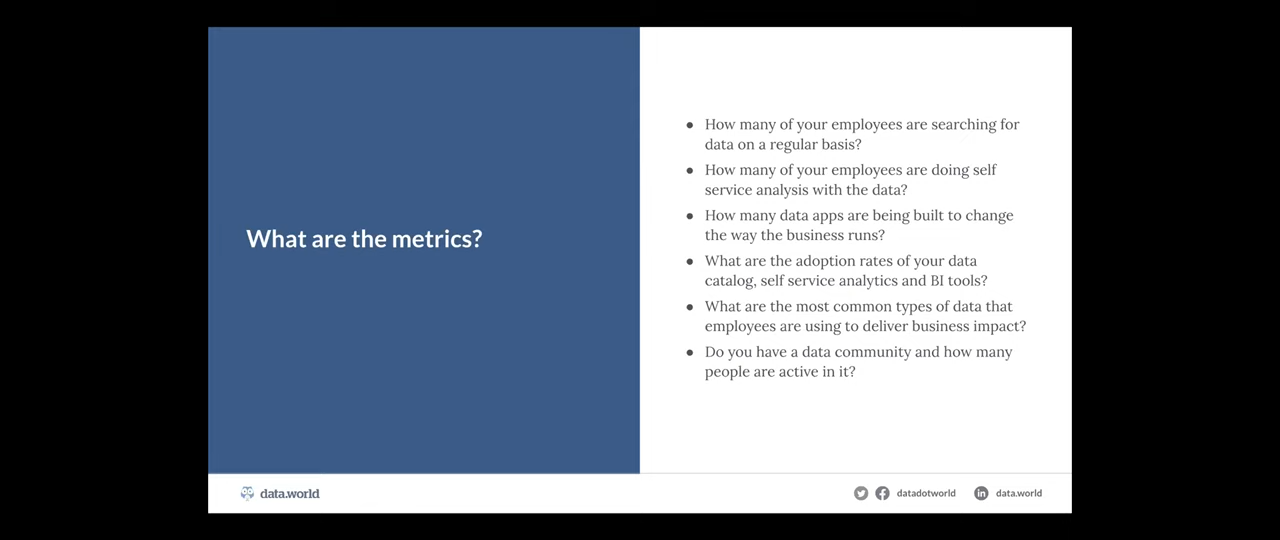 What are the metrics?
● How many of your employees are searching for
data on a regular basis?
● How many of your employees are doing self
service analysis with the data?
● How many data apps are being built to change
the way the business runs?
● What are the adoption rates of your data
catalog, self service analytics and BI tools?
● What are the most common types of data that
employees are using to deliver business impact?
● Do you have a data community and how many
people are active in it?
data.world
datadotworld
data.world